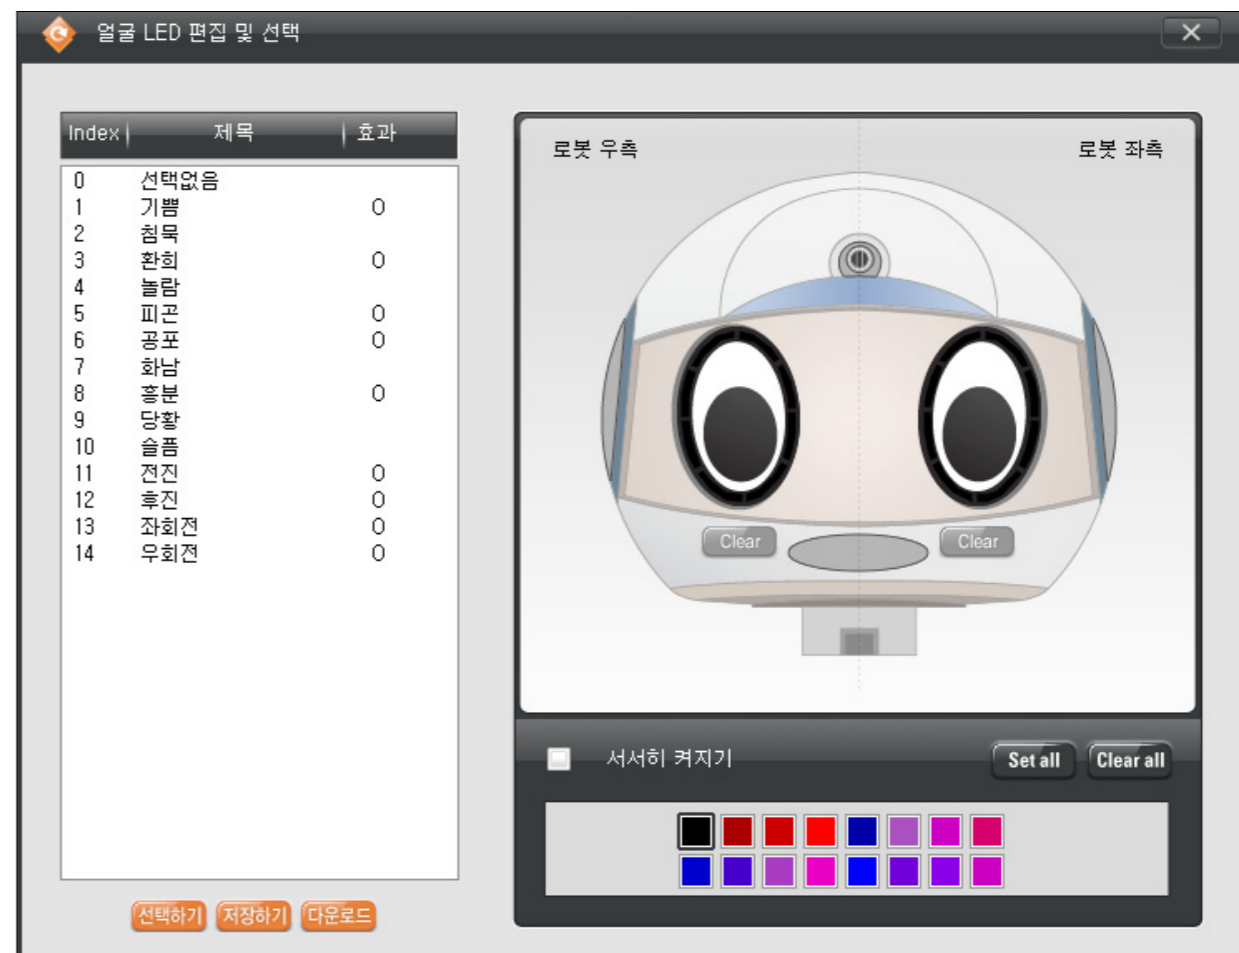 얼굴 LED 편집 및 선택
Index 제목 효과
0 선택없음
1 기쁨 O
2 침묵
3 환희 O
4 놀람
5 피곤 O
6 공포 O
7 화남
8 흥분 O
9 당황
10 슬픔
11 전진 O
12 후진 O
13 좌회전 O
14 우회전 O
선택하기 저장하기 다운로드
로봇 우측 로봇 좌측
Clear Clear
서서히 켜지기 Set all Clear all